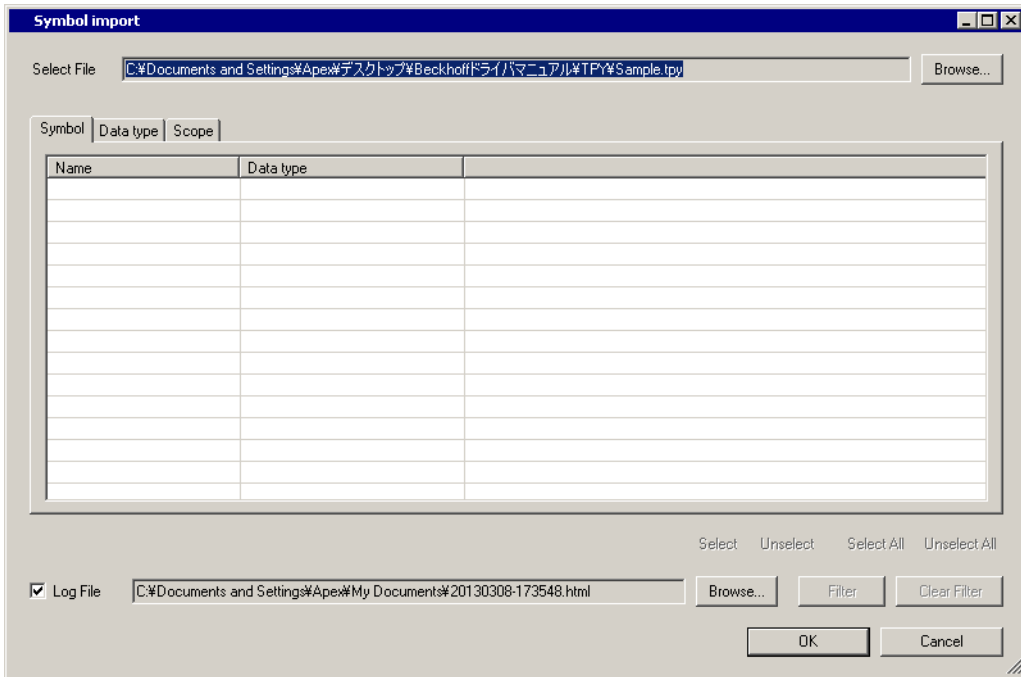 Symbol import
Select File C:¥Documents and Settings¥Apex¥デスクトップ¥Beckhoffドライバマニュアル¥TPY¥Sample.tpy Browse...
Symbol Data type Scope
Name Data type
Select Unselect Select All Unselect All
Log File C:¥Documents and Settings¥Apex¥My Documents¥20130308-173548.html Browse... Filter Clear Filter
OK Cancel